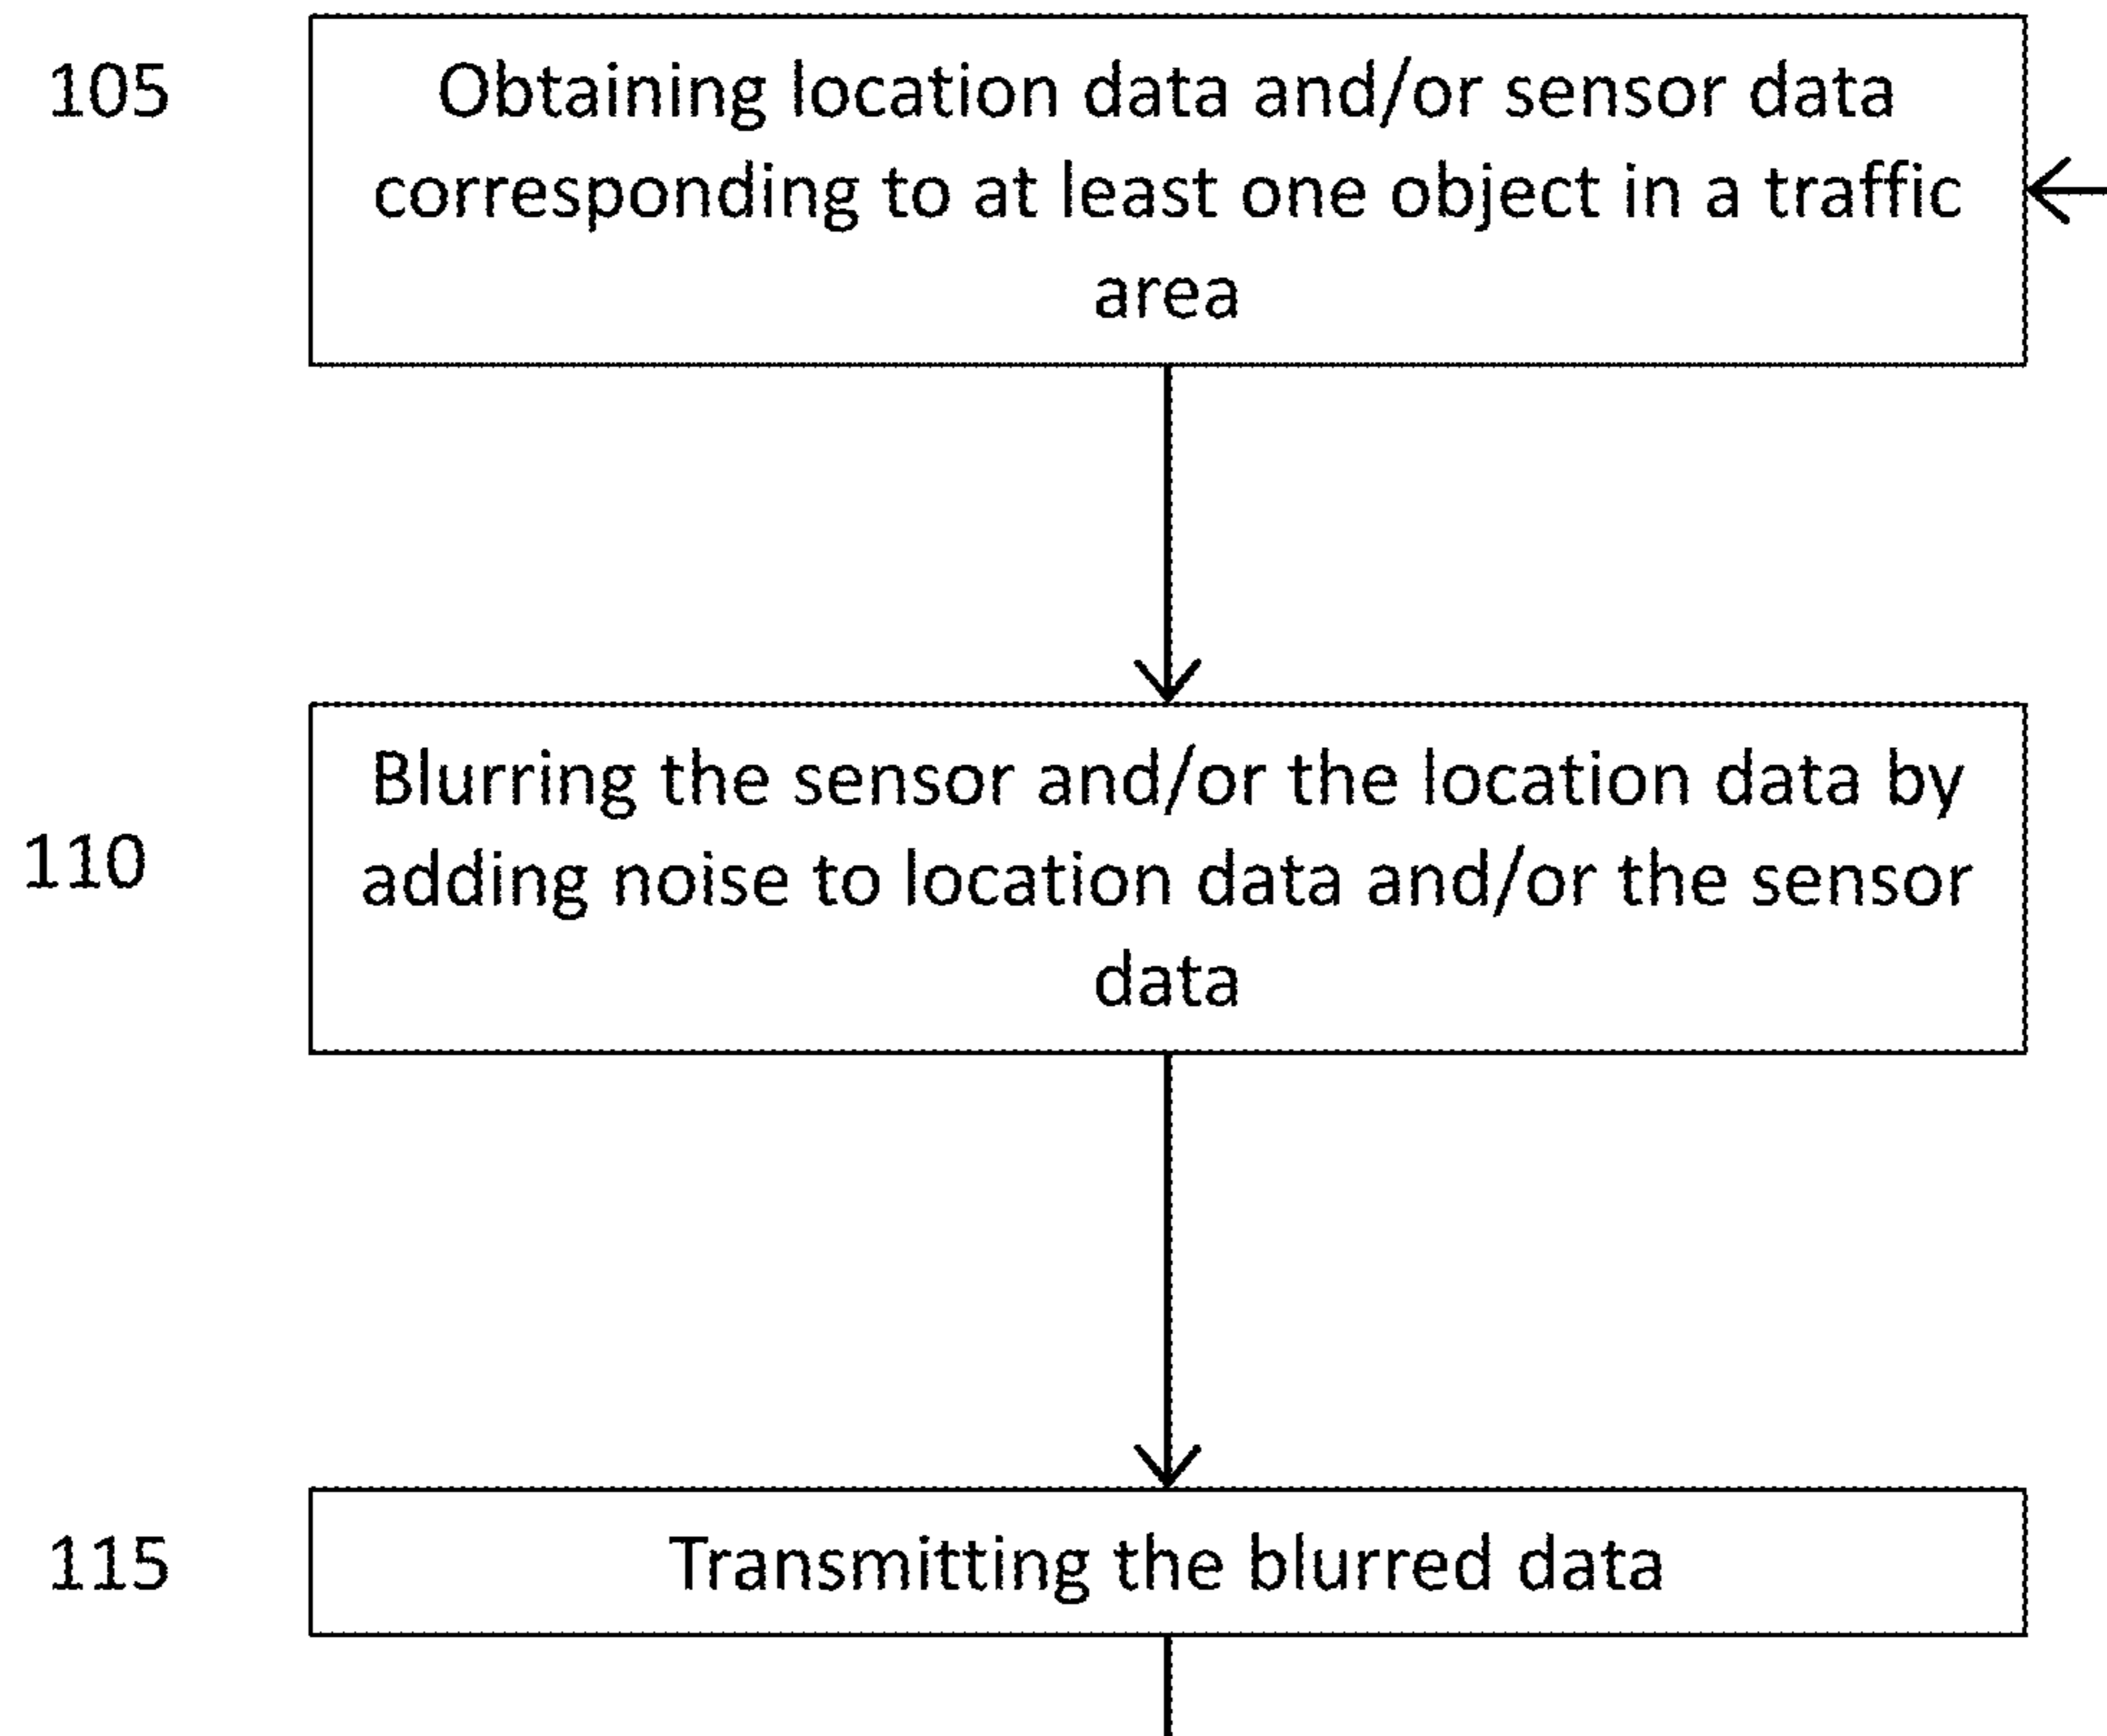 105
Obtaining location data and/or sensor data
corresponding to at least one object in a traffic
area
110
Blurring the sensor and/or the location data by
adding noise to location data and/or the sensor
data
115
Transmitting the blurred data